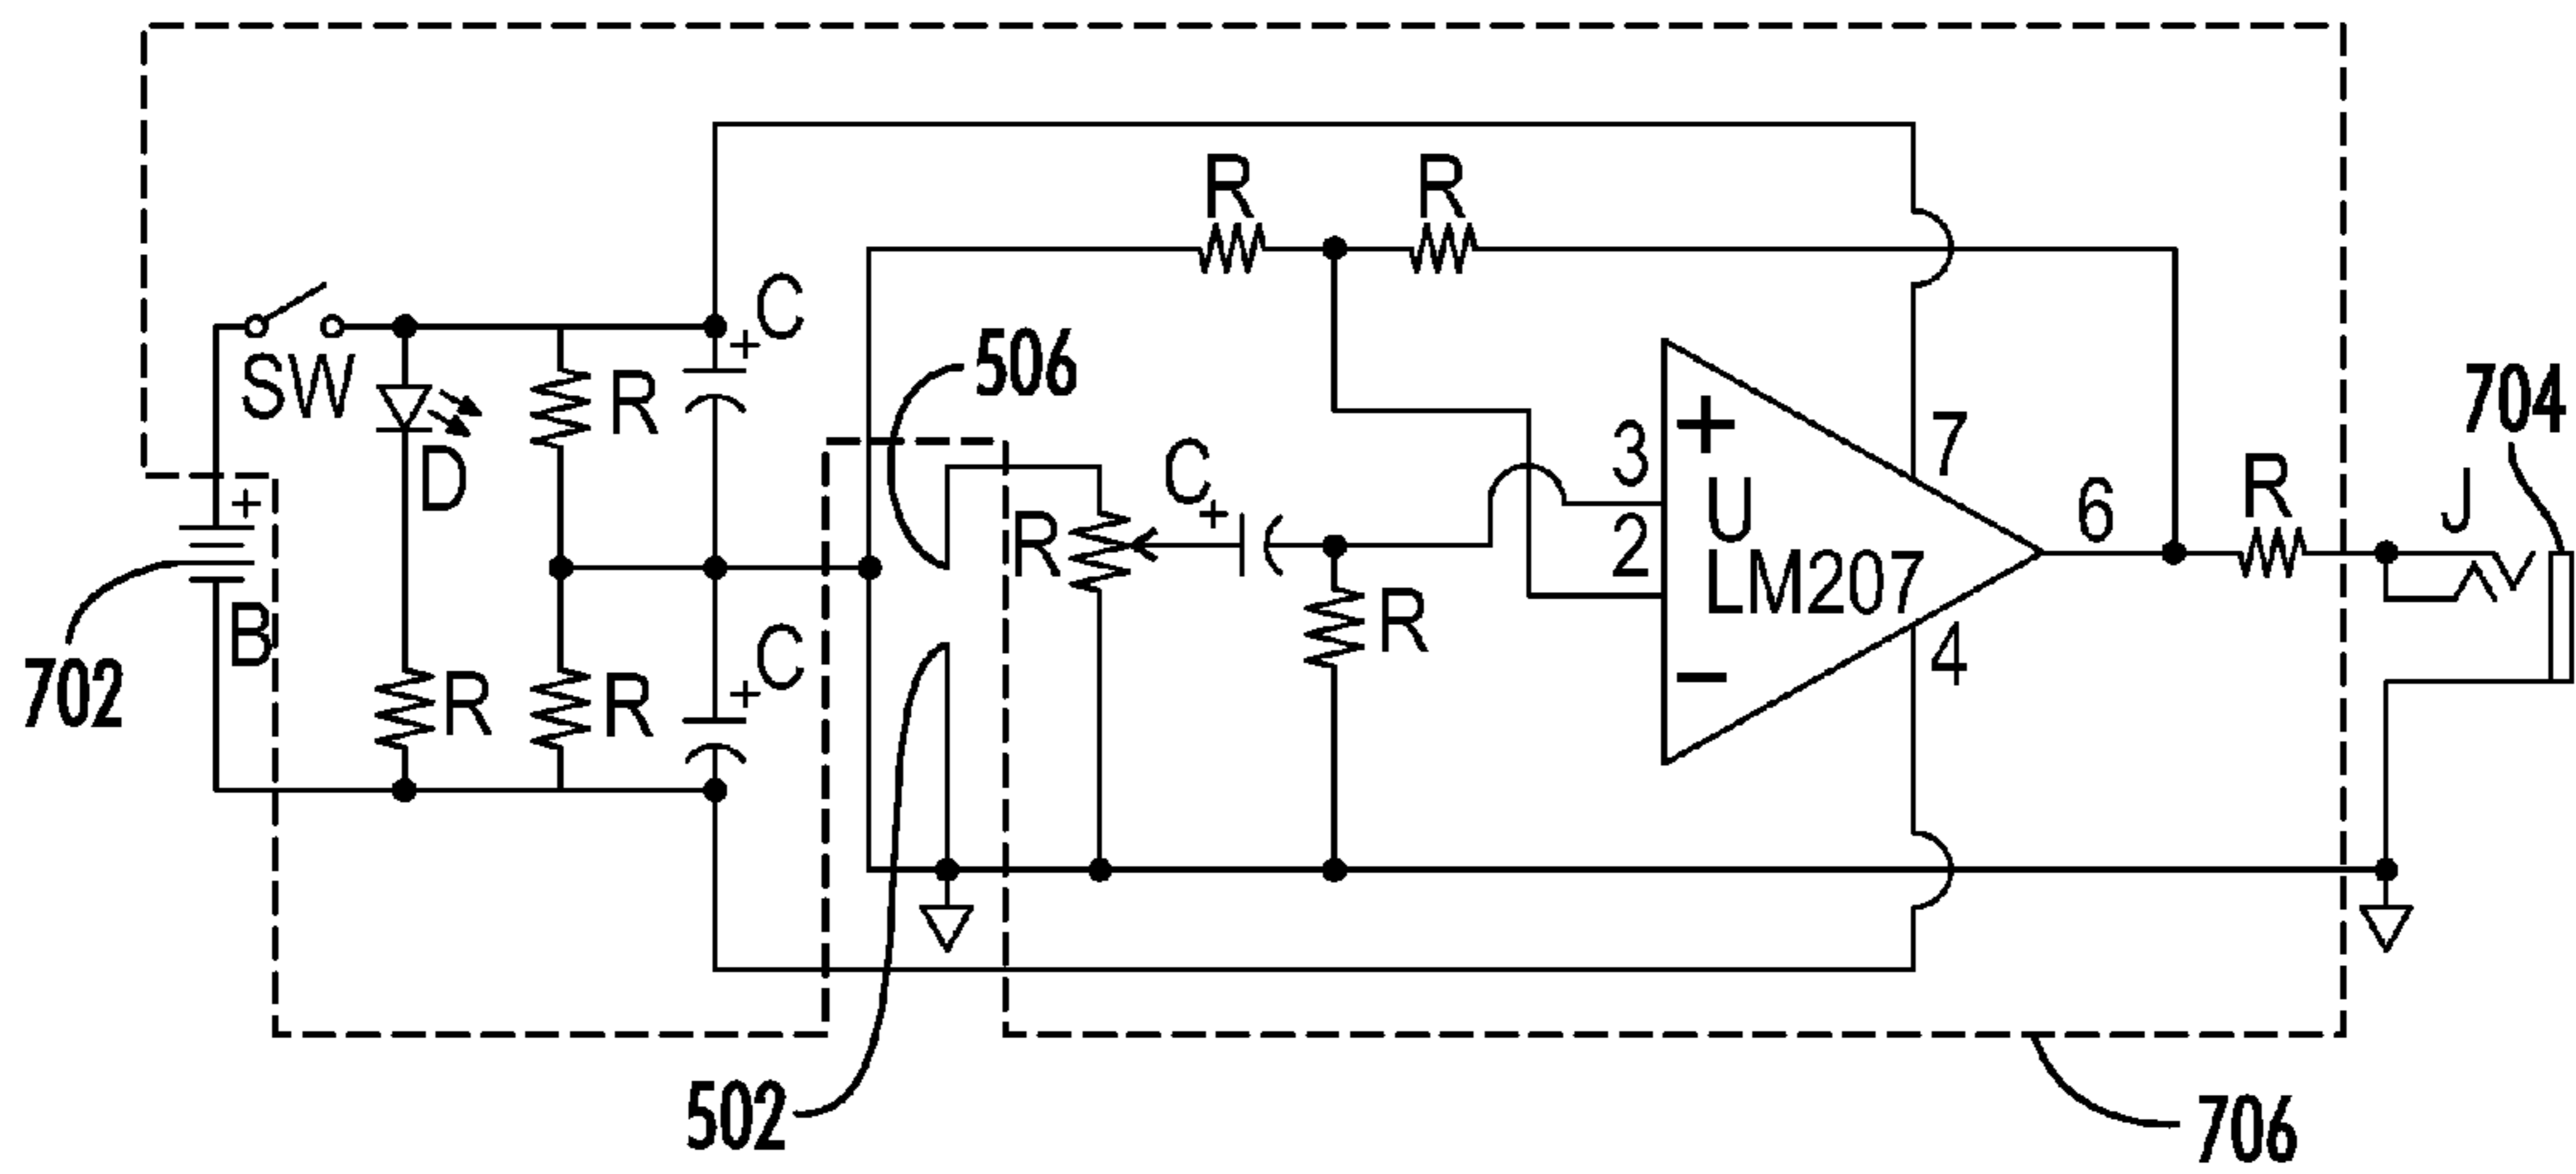 R R
+ C
506
SW
R
704
D
C +
3 + 7
R
6 R J
+
U
2 LM207
B
R
702
R R + C
4
−
502
706